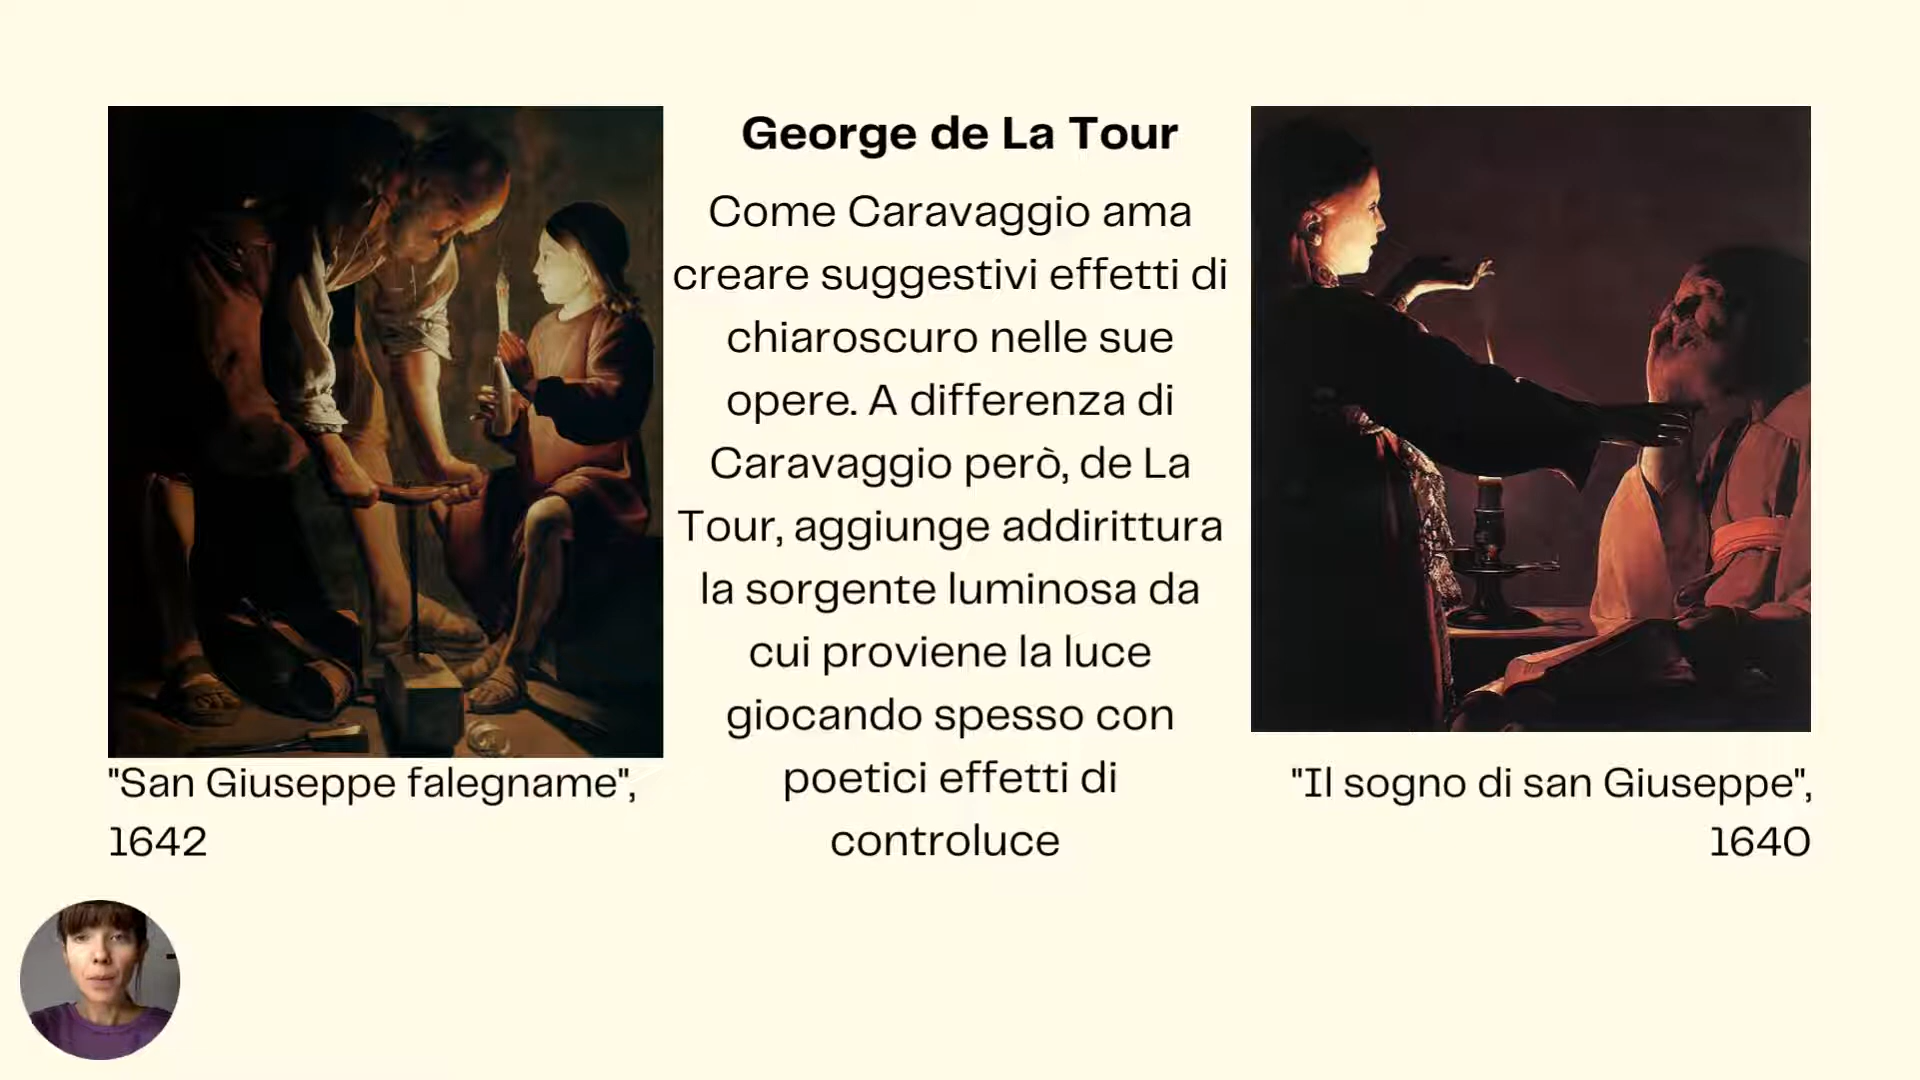 George de La Tour
Come Caravaggio ama
creare suggestivi effetti di
chiaroscuro nelle sue
opere. A differenza di
Caravaggio però, de La
Tour, aggiunge addirittura
la sorgente luminosa da
cui proviene la luce
giocando spesso con
poetici effetti di
controluce
"San Giuseppe falegname",
1642
"Il sogno di san Giuseppe",
1640